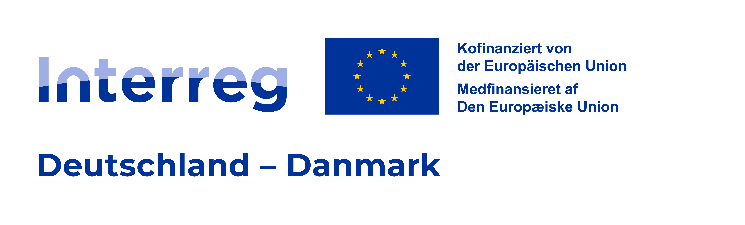 Interreg
Kofinanziert von
der Europäischen Union
Medfinansieret af
Den Europæiske Union
Deutschland – Danmark